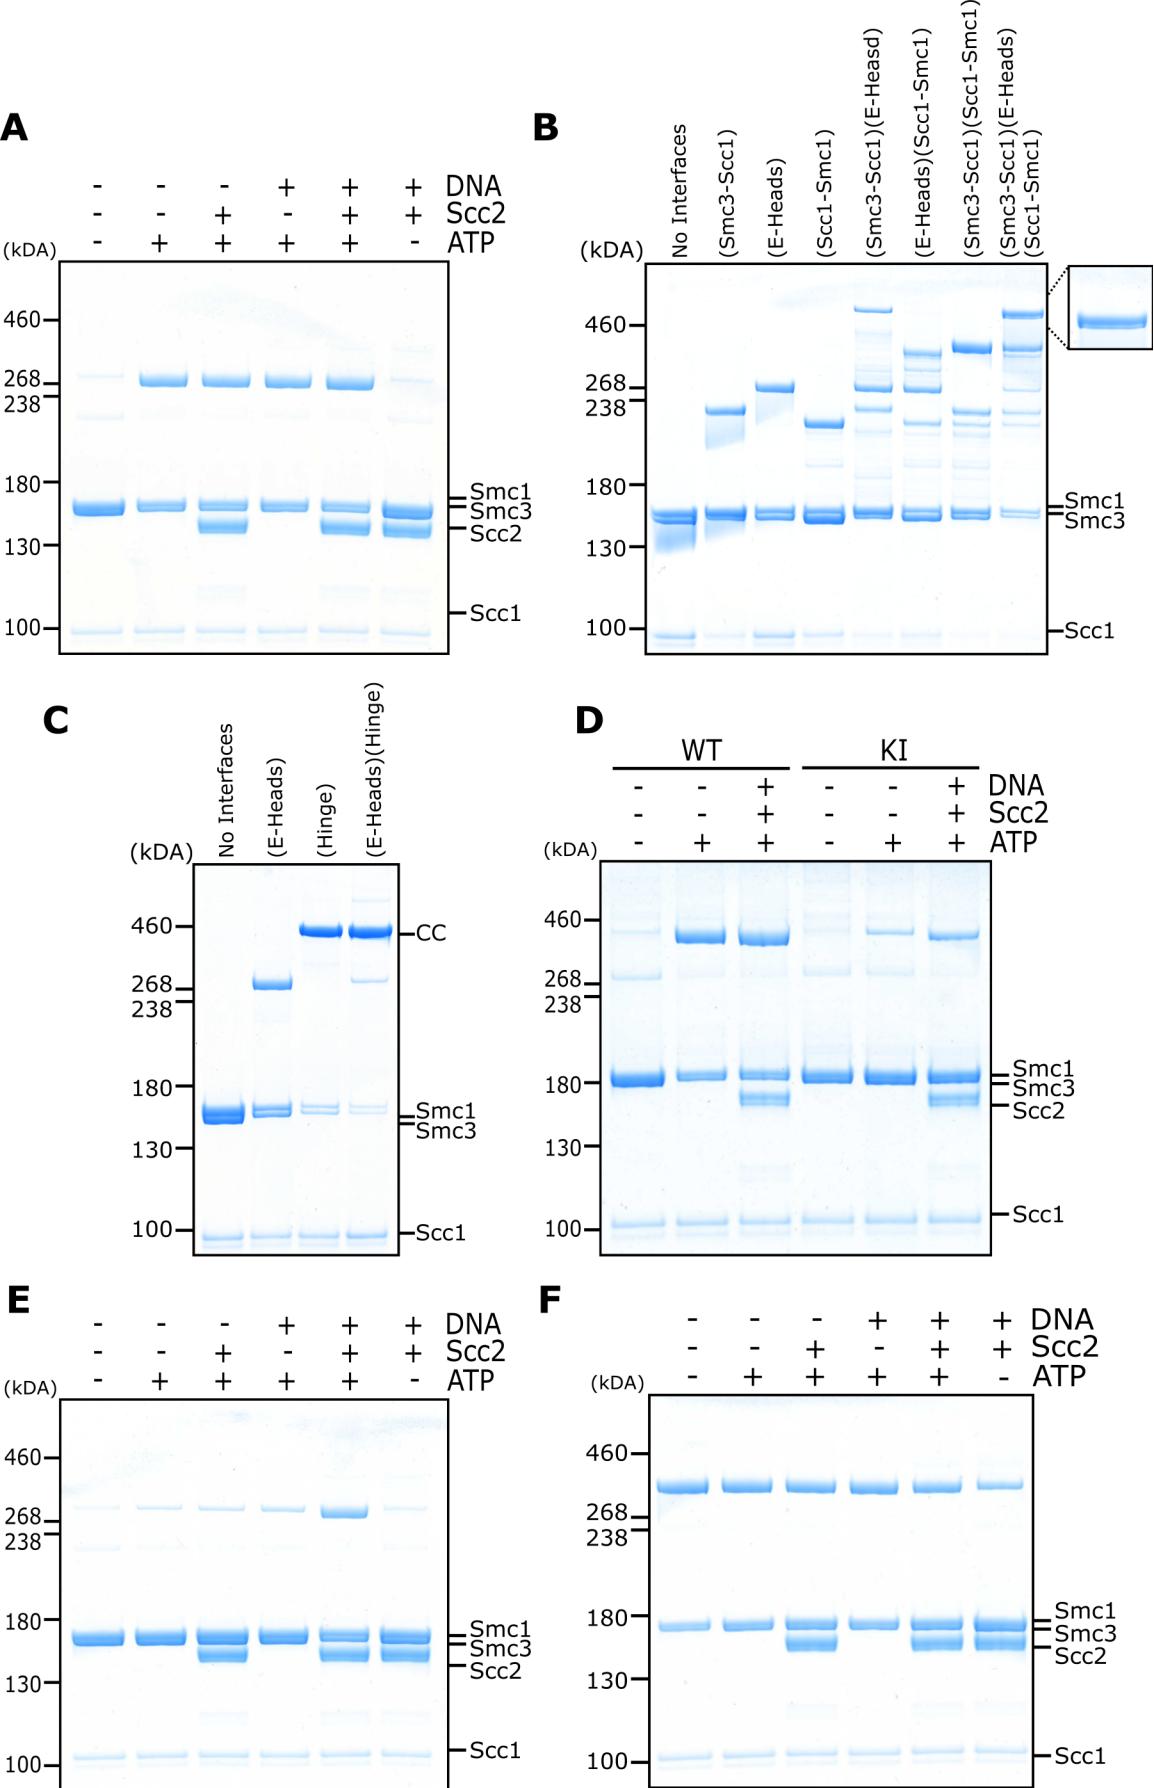 A
- - - + + + DNA
- - + - + + Scc2
(kDA) - + + + + - ATP
460
268
238
180
130
100
Smc1
Smc3
Scc2
Scc1
B
No Interfaces
(Smc3-Scc1)
(E-Heads)
(Scc1-Smc1)
(Smc3-Scc1)(E-Heasd)
(E-Heads)(Scc1-Smc1)
(Smc3-Scc1)(Scc1-Smc1)
(Smc3-Scc1)(E-Heads)
(Scc1-Smc1)
(kDA)
460
268
238
180
130
100
Smc1
Smc3
Scc1
C
No Interfaces
(E-Heads)
(Hinge)
(E-Heads)(Hinge)
(kDA)
460
268
238
180
130
100
CC
Smc1
Smc3
Scc1
D
WT KI
- - + - - + DNA
- - + - - + Scc2
(kDA) - + + - + + ATP
460
268
238
180
130
100
Smc1
Smc3
Scc2
Scc1
E
- - - + + + DNA
- - + - + + Scc2
(kDA) - + + + + - ATP
460
268
238
180
130
100
Smc1
Smc3
Scc2
Scc1
F
- - - + + + DNA
- - + - + + Scc2
(kDA) - + + + + - ATP
460
268
238
180
130
100
Smc1
Smc3
Scc2
Scc1